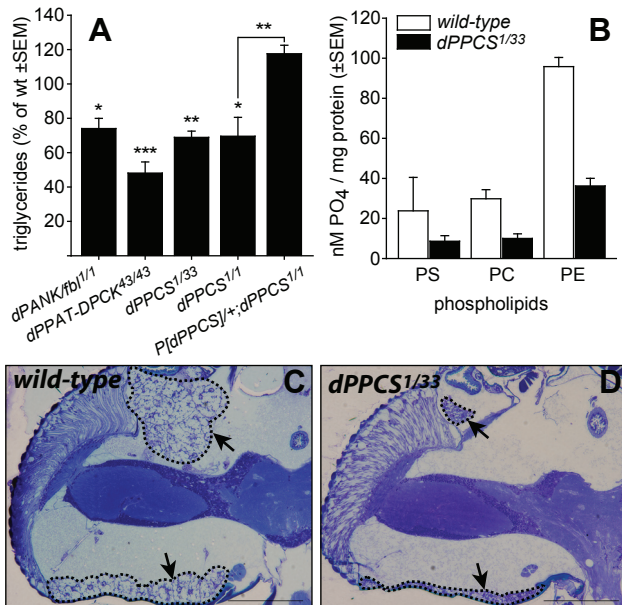 A
triglycerides (% of wt ±SEM)
140
120
100
80
60
40
20
*
***
**
*
**
dPANK/fbl1/1
dPPAT-DPCK43/43
dPPCS1/33
dPPCS1/1
P[dPPCS]/+;dPPCS1/1
B
wild-type
dPPCS1/33
nM PO4 / mg protein (±SEM)
120
100
80
60
40
20
0
PS PC PE
phospholipids
wild-type C
dPPCS1/33 D